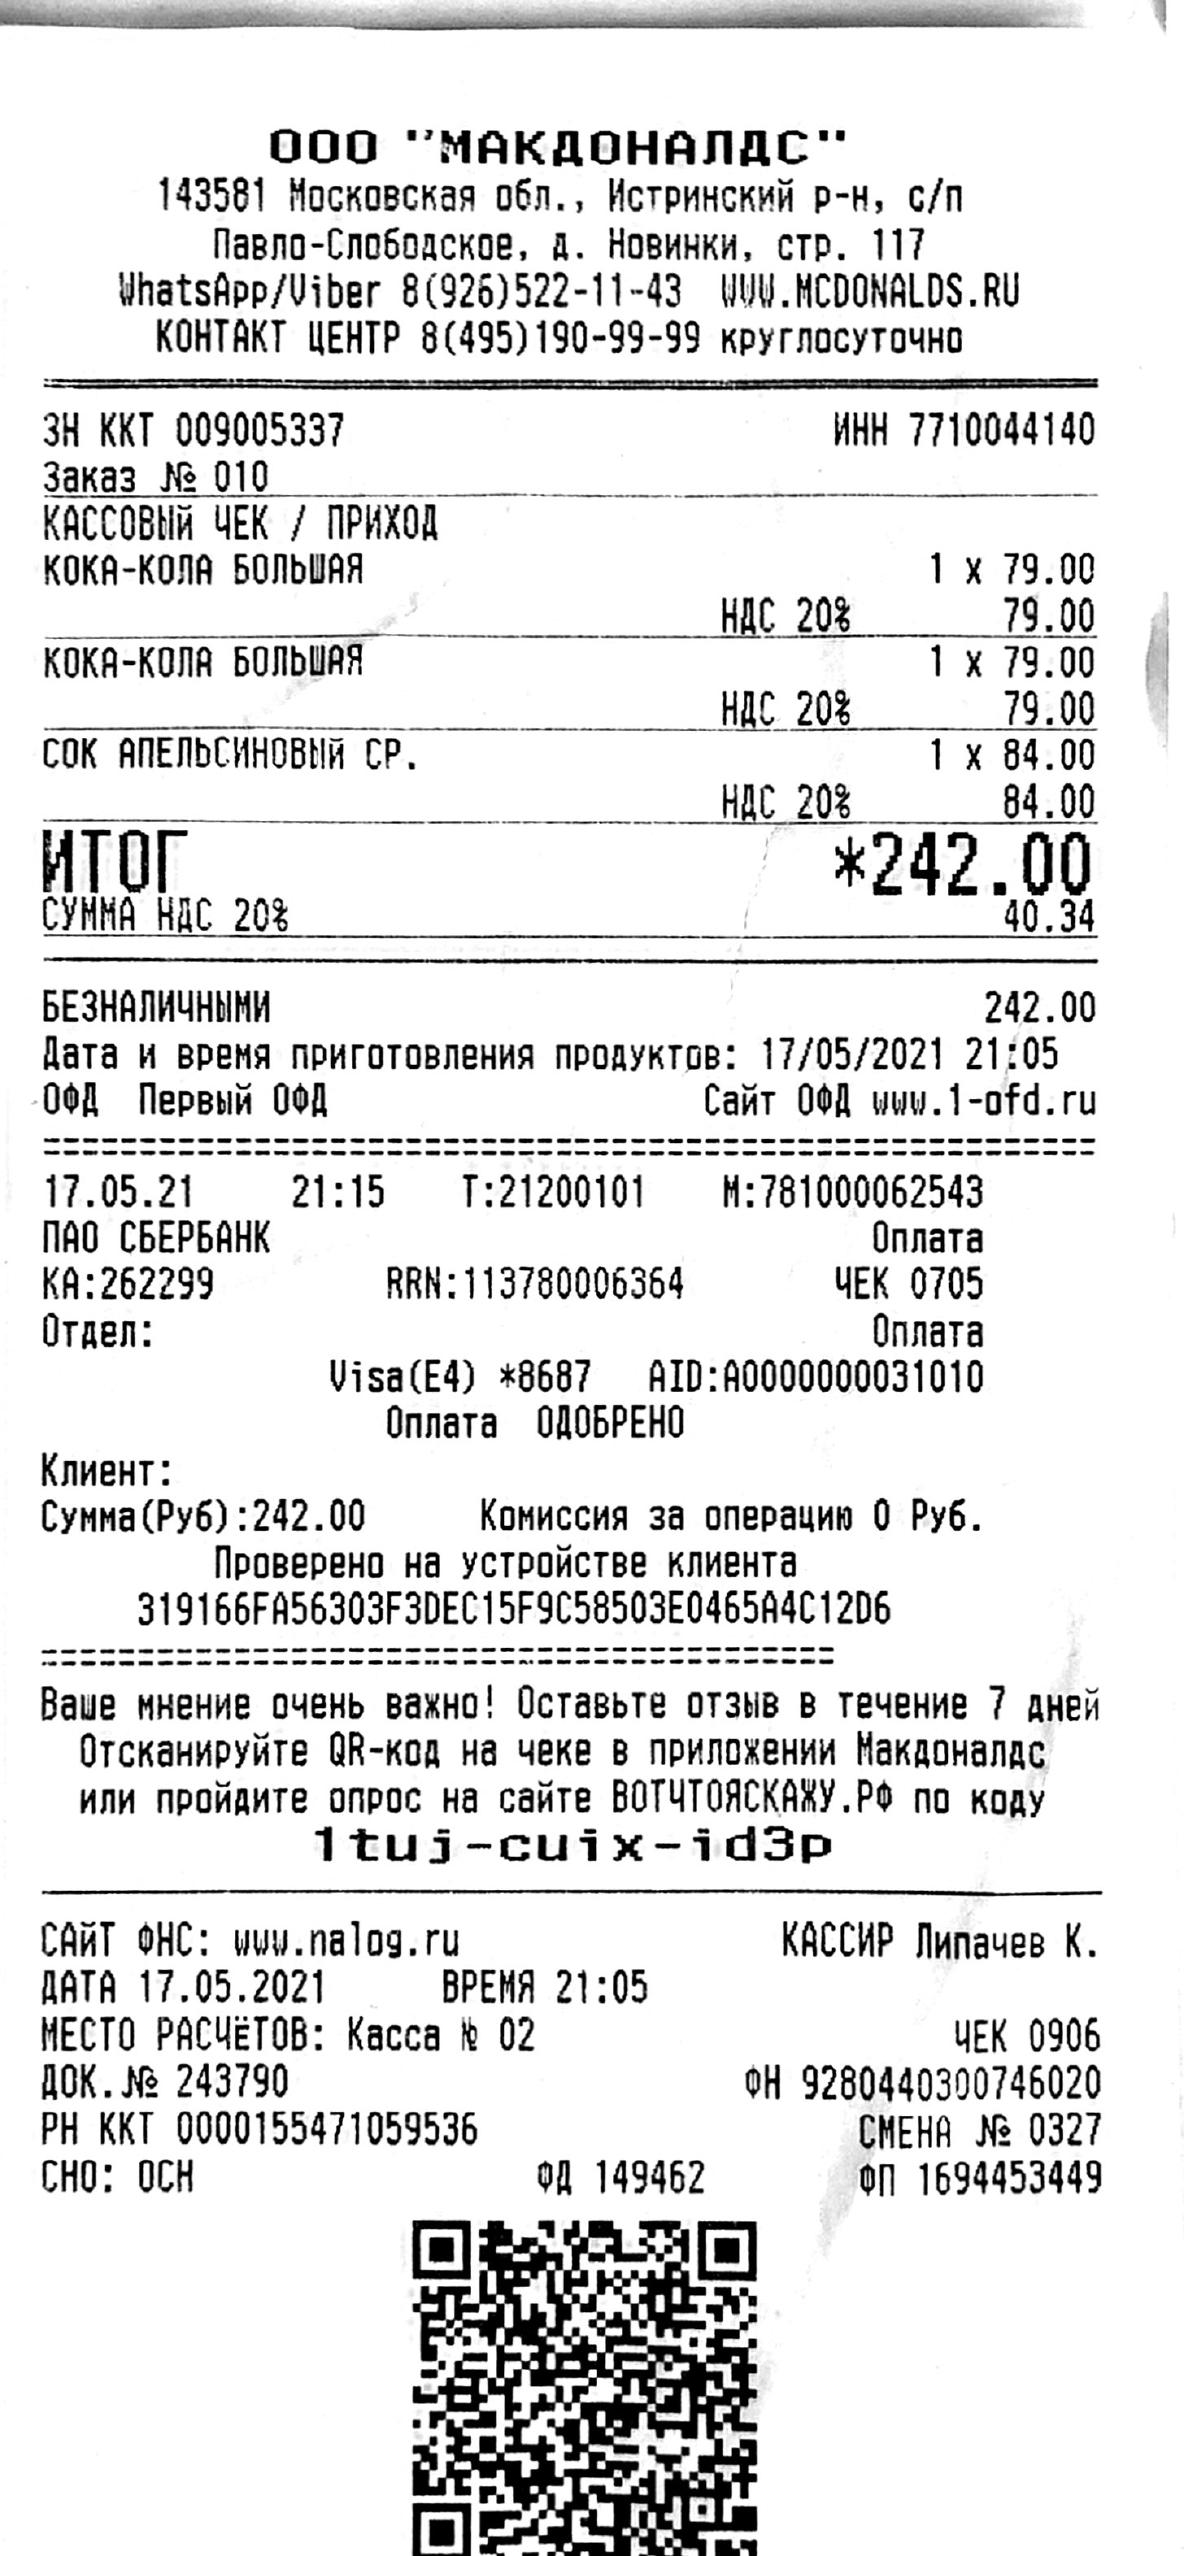 ООО "МАКДОНАЛДС"
143581 Московская обл., Истринский р-н, с/п
Павло-Слободское, д. Новинки, стр. 117
WhatsApp/Viber 8(926)522-11-43 WWW.MCDONALDS.RU
КОНТАКТ ЦЕНТР 8(495)190-99-99 круглосуточно
ЗН ККТ 009005337 ИНН 7710044140
Заказ № 010
КАССОВЫЙ ЧЕК / ПРИХОД
КОКА-КОЛА БОЛЬШАЯ 1 x 79.00
НДС 20% 79.00
КОКА-КОЛА БОЛЬШАЯ 1 x 79.00
НДС 20% 79.00
СОК АПЕЛЬСИНОВЫЙ СР. 1 x 84.00
НДС 20% 84.00
ИТОГ *242.00
СУММА НДС 20% 40.34
БЕЗНАЛИЧНЫМИ 242.00
Дата и время приготовления продуктов: 17/05/2021 21:05
ОФД Первый ОФД Сайт ОФД www.1-ofd.ru
17.05.21 21:15 Т:21200101 М:781000062543
ПАО СБЕРБАНК Оплата
КА:262299 RRN:113780006364 ЧЕК 0705
Отдел: Оплата
Visa(E4) *8687 AID:A0000000031010
Оплата ОДОБРЕНО
Клиент:
Сумма(Руб):242.00 Комиссия за операцию 0 Руб.
Проверено на устройстве клиента
319166FA56303F3DEC15F9C58503E0465A4C12D6
Ваше мнение очень важно! Оставьте отзыв в течение 7 дней
Отсканируйте QR-код на чеке в приложении Макдоналдс
или пройдите опрос на сайте ВОТЧТОЯСКАЖУ.РФ по коду
1tuj-cuix-id3p
САЙТ ФНС: www.nalog.ru КАССИР Липачев К.
ДАТА 17.05.2021 ВРЕМЯ 21:05
МЕСТО РАСЧЁТОВ: Касса № 02 ЧЕК 0906
ДОК.№ 243790 ФН 9280440300746020
РН ККТ 0000155471059536 СМЕНА № 0327
СНО: ОСН ФД 149462 ФП 1694453449